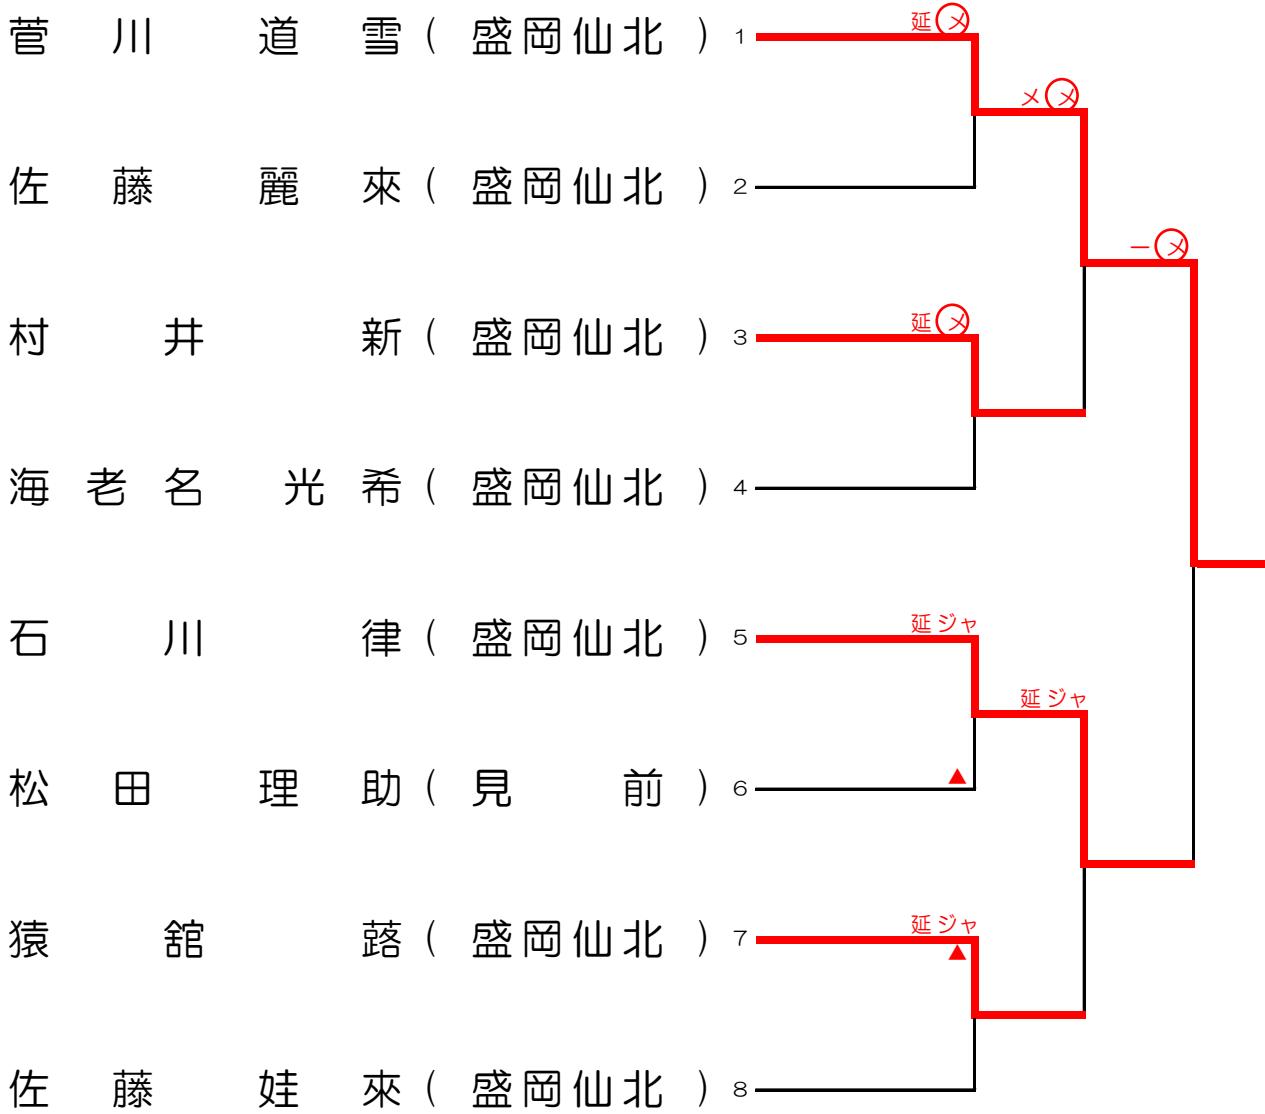 菅川 道雪 ( 盛岡仙北 ) 1
延 メ
メ メ
佐藤 麗來 ( 盛岡仙北 ) 2
一 メ
村井 新 ( 盛岡仙北 ) 3
延 メ
海老名 光希 ( 盛岡仙北 ) 4
石川 律 ( 盛岡仙北 ) 5
延 ジャ
延 ジャ
松田 理助 ( 見前 ) 6
▲
猿舘 蕗 ( 盛岡仙北 ) 7
延 ジャ
▲
佐藤 娃來 ( 盛岡仙北 ) 8